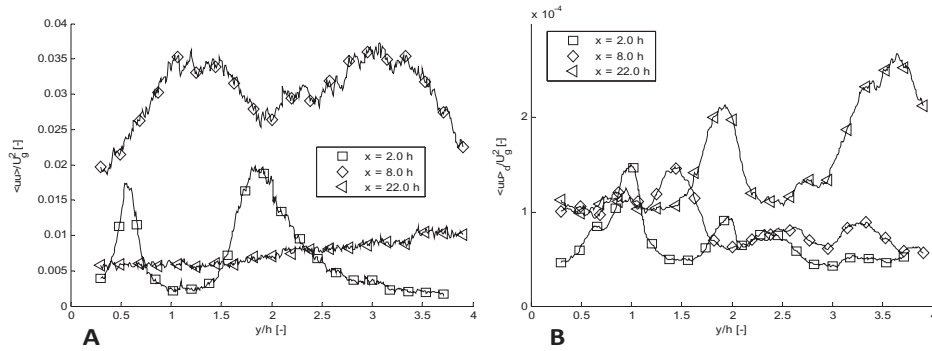 0.04
0.035
0.03
0.025
0.02
0.015
0.01
0.005
0
<uu>/U²g [-]
x = 2.0 h
x = 8.0 h
x = 22.0 h
0 0.5 1 1.5 2 2.5 3 3.5 4
y/h [-]
A
x 10⁻⁴
2
1
0
<uu>d/U²g [-]
x = 2.0 h
x = 8.0 h
x = 22.0 h
0 0.5 1 1.5 2 2.5 3 3.5 4
y/h [-]
B